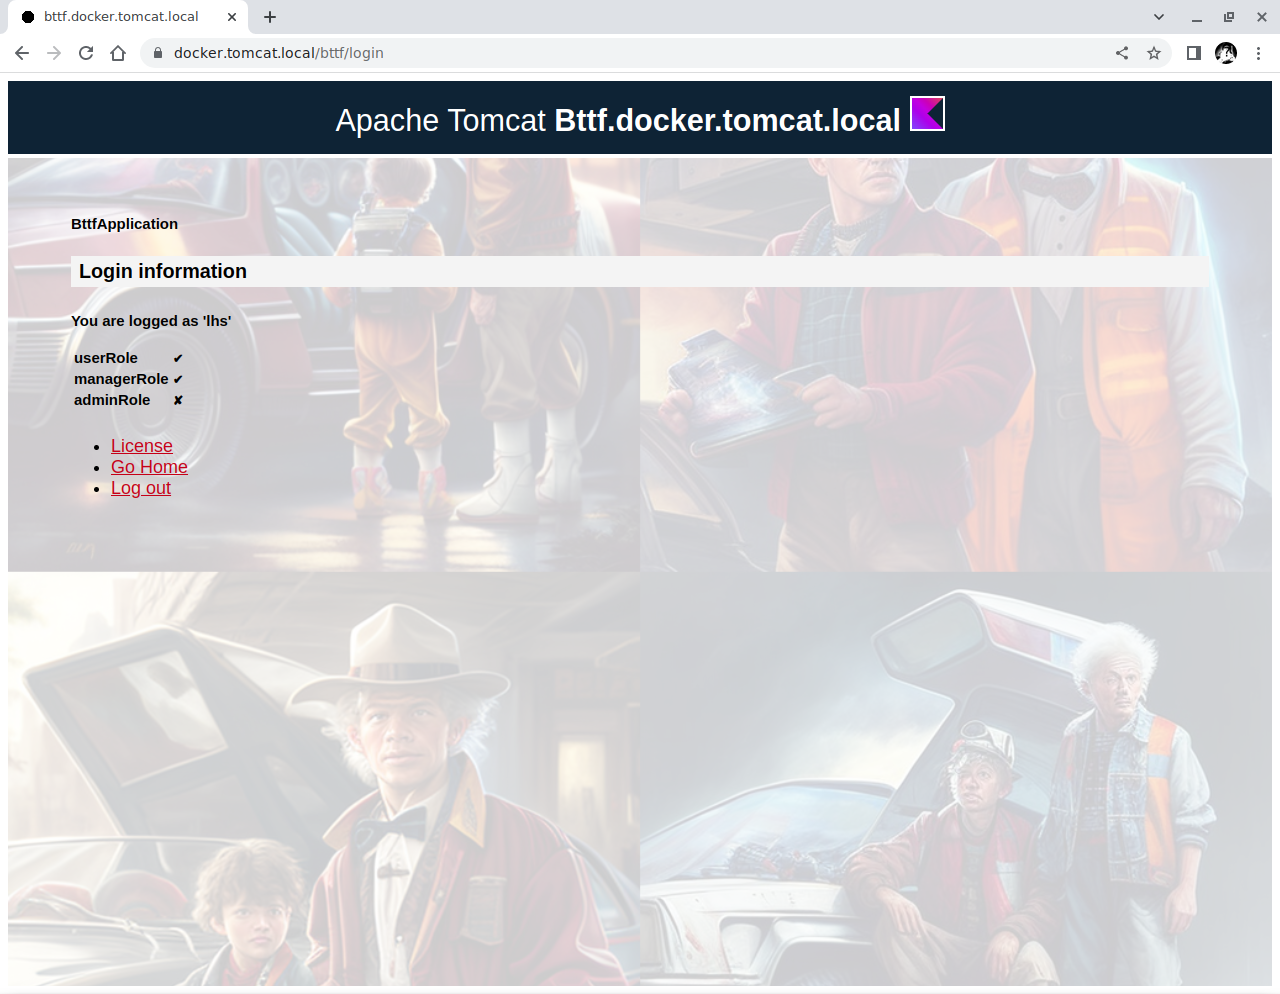 bttf.docker.tomcat.local
docker.tomcat.local/bttf/login
Apache Tomcat Bttf.docker.tomcat.local
BttfApplication
Login information
You are logged as 'lhs'
userRole ✔
managerRole ✔
adminRole ✘
• License
• Go Home
• Log out